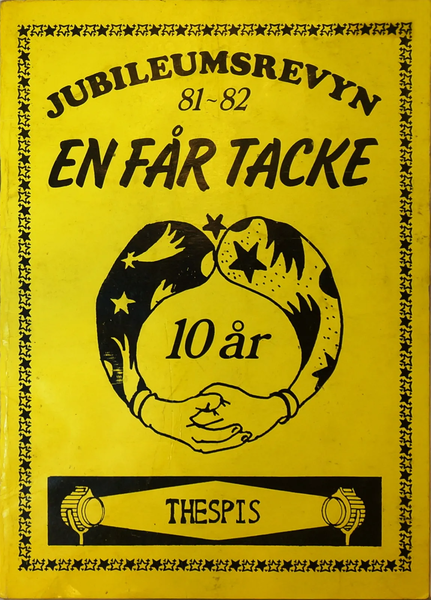 JUBILEUMSREVYN
81-82
EN FÅR TACKE
10 år
THESPIS